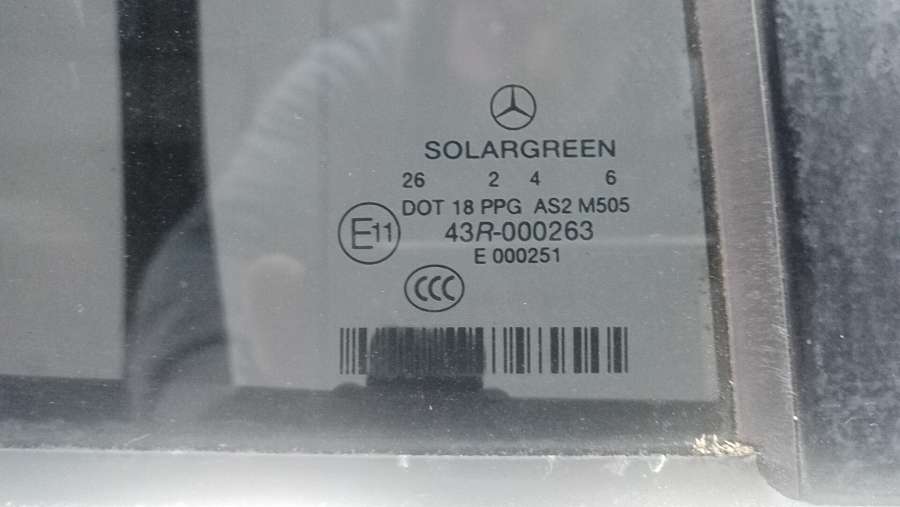 SOLARGREEN
26 2 4 6
DOT 18 PPG AS2 M505
E11 43R-000263
E 000251
CCC